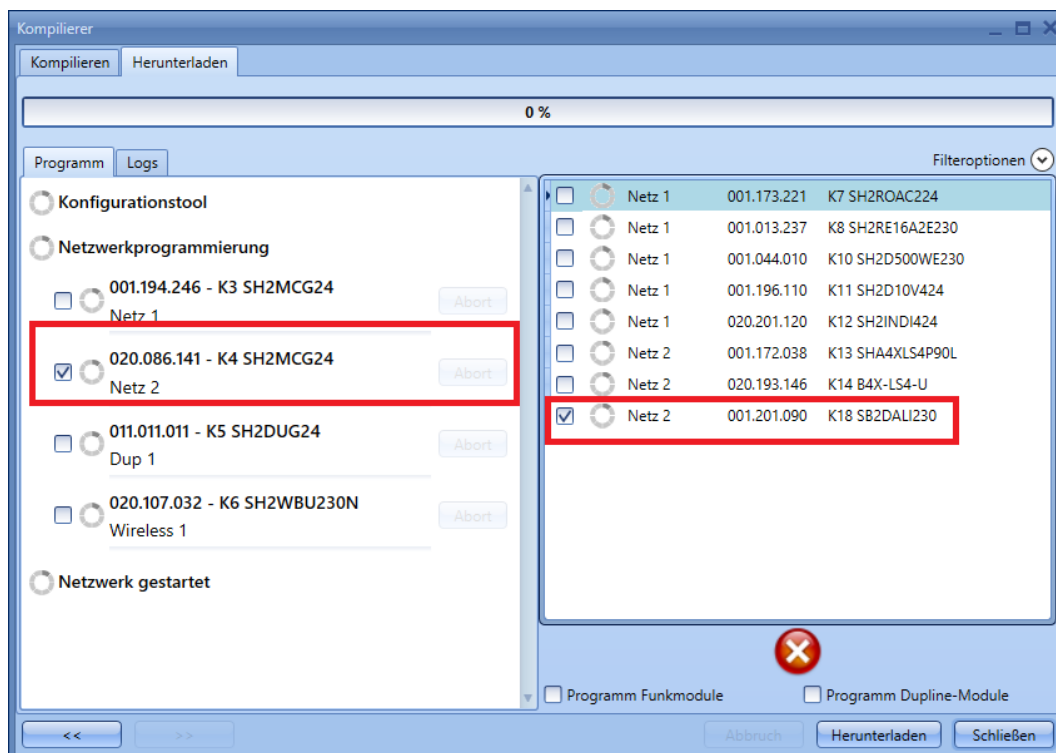 Kompilierer
Kompilieren Herunterladen
0 %
Programm Logs
Filteroptionen
Konfigurationstool
Netzwerkprogrammierung
001.194.246 - K3 SH2MCG24
Netz 1
Abort
020.086.141 - K4 SH2MCG24
Netz 2
Abort
011.011.011 - K5 SH2DUG24
Dup 1
Abort
020.107.032 - K6 SH2WBU230N
Wireless 1
Abort
Netzwerk gestartet
Netz 1 001.173.221 K7 SH2ROAC224
Netz 1 001.013.237 K8 SH2RE16A2E230
Netz 1 001.044.010 K10 SH2D500WE230
Netz 1 001.196.110 K11 SH2D10V424
Netz 1 020.201.120 K12 SH2INDI424
Netz 2 001.172.038 K13 SHA4XLS4P90L
Netz 2 020.193.146 K14 B4X-LS4-U
Netz 2 001.201.090 K18 SB2DALI230
Programm Funkmodule Programm Dupline-Module
<< >> Abbruch Herunterladen Schließen